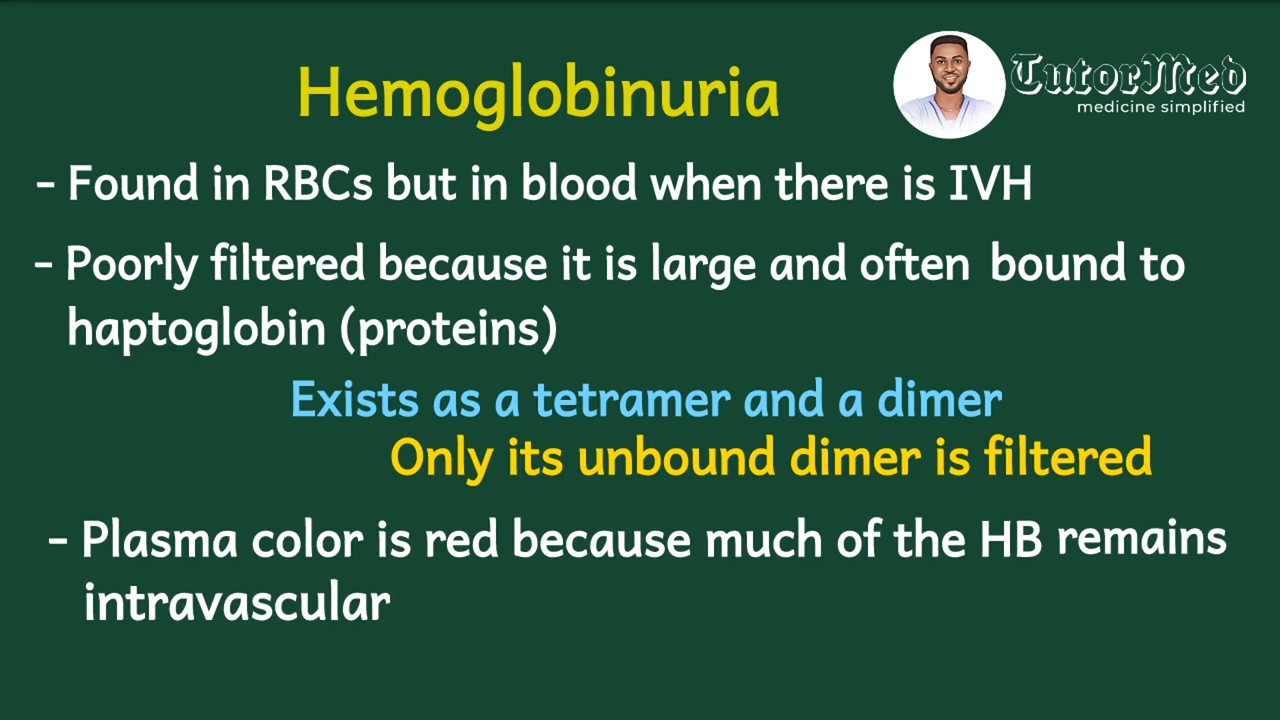 Hemoglobinuria
TutorMed
medicine simplified
- Found in RBCs but in blood when there is IVH
- Poorly filtered because it is large and often bound to
haptoglobin (proteins)
Exists as a tetramer and a dimer
Only its unbound dimer is filtered
- Plasma color is red because much of the HB remains
intravascular